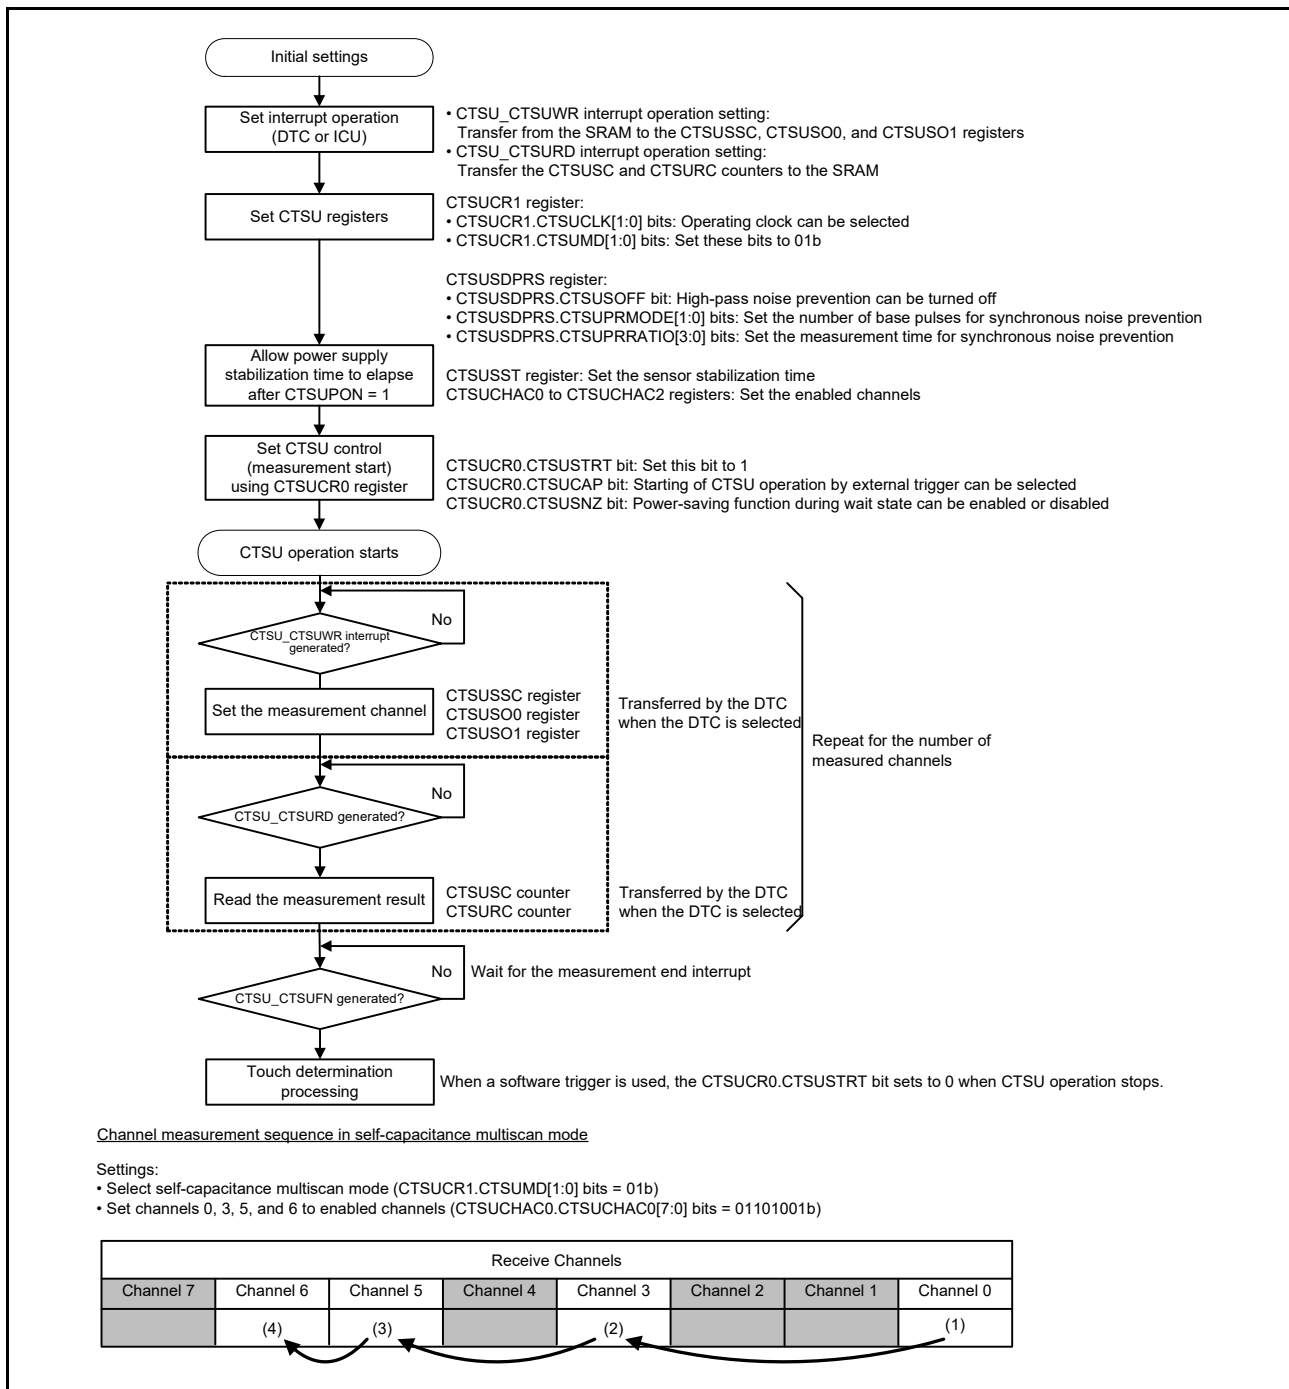 Initial settings
Set interrupt operation
(DTC or ICU)
• CTSU_CTSUWR interrupt operation setting:
Transfer from the SRAM to the CTSUSSC, CTSUSO0, and CTSUSO1 registers
• CTSU_CTSURD interrupt operation setting:
Transfer the CTSUSC and CTSURC counters to the SRAM
Set CTSU registers
CTSUCR1 register:
• CTSUCR1.CTSUCLK[1:0] bits: Operating clock can be selected
• CTSUCR1.CTSUMD[1:0] bits: Set these bits to 01b
CTSUSDPRS register:
• CTSUSDPRS.CTSUSOFF bit: High-pass noise prevention can be turned off
• CTSUSDPRS.CTSUPRMODE[1:0] bits: Set the number of base pulses for synchronous noise prevention
• CTSUSDPRS.CTSUPRRATIO[3:0] bits: Set the measurement time for synchronous noise prevention
Allow power supply
stabilization time to elapse
after CTSUPON = 1
CTSUSST register: Set the sensor stabilization time
CTSUCHAC0 to CTSUCHAC2 registers: Set the enabled channels
Set CTSU control
(measurement start)
using CTSUCR0 register
CTSUCR0.CTSUSTRT bit: Set this bit to 1
CTSUCR0.CTSUCAP bit: Starting of CTSU operation by external trigger can be selected
CTSUCR0.CTSUSNZ bit: Power-saving function during wait state can be enabled or disabled
CTSU operation starts
No
CTSU_CTSUWR interrupt
generated?
Set the measurement channel
CTSUSSC register
CTSUSO0 register
CTSUSO1 register
Transferred by the DTC
when the DTC is selected
Repeat for the number of
measured channels
No
CTSU_CTSURD generated?
Read the measurement result
CTSUSC counter
CTSURC counter
Transferred by the DTC
when the DTC is selected
No
Wait for the measurement end interrupt
CTSU_CTSUFN generated?
Touch determination
processing
When a software trigger is used, the CTSUCR0.CTSUSTRT bit sets to 0 when CTSU operation stops.
Channel measurement sequence in self-capacitance multiscan mode
Settings:
• Select self-capacitance multiscan mode (CTSUCR1.CTSUMD[1:0] bits = 01b)
• Set channels 0, 3, 5, and 6 to enabled channels (CTSUCHAC0.CTSUCHAC0[7:0] bits = 01101001b)
Receive Channels
Channel 7 Channel 6 Channel 5 Channel 4 Channel 3 Channel 2 Channel 1 Channel 0
(4) (3) (2) (1)